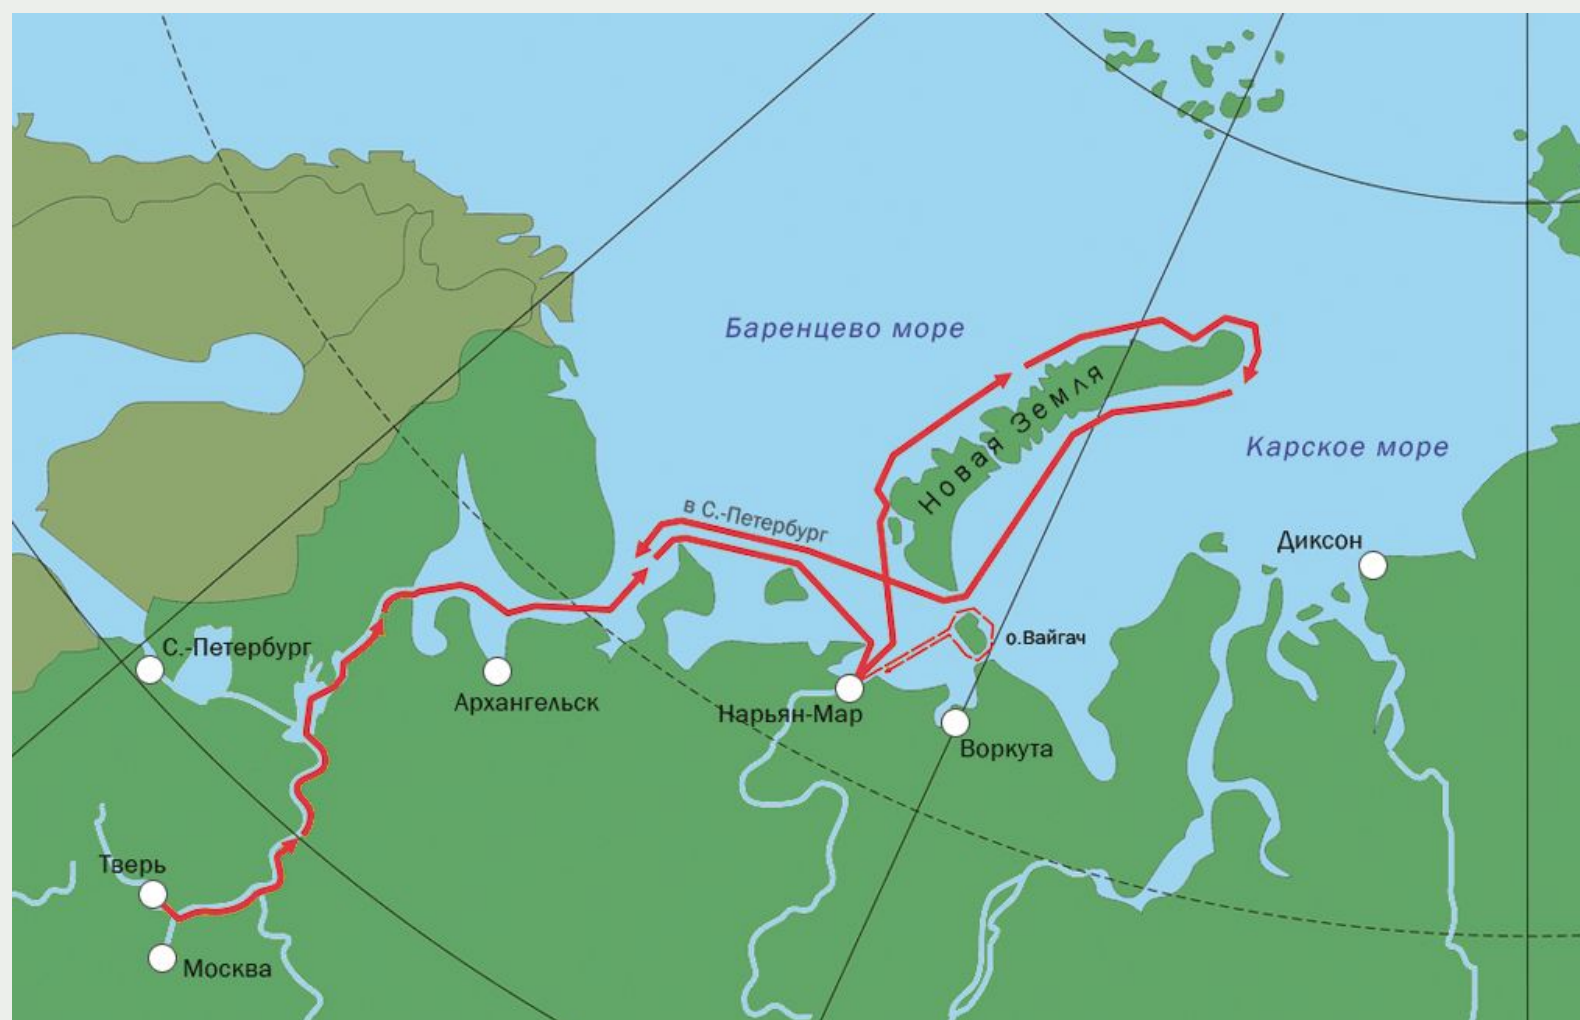 Баренцево море
Новая Земля
Карское море
в С.-Петербург
Диксон
о.Вайгач
С.-Петербург
Архангельск
Нарьян-Мар
Воркута
Тверь
Москва